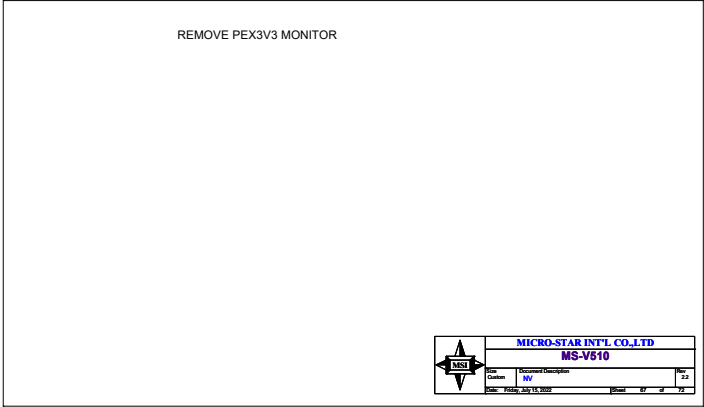 REMOVE PEX3V3 MONITOR
MSI
MICRO-STAR INT'L CO.,LTD
MS-V510
Size Document Description Rev
Custom NV 2.2
Date: Friday, July 15, 2022 Sheet 67 of 72